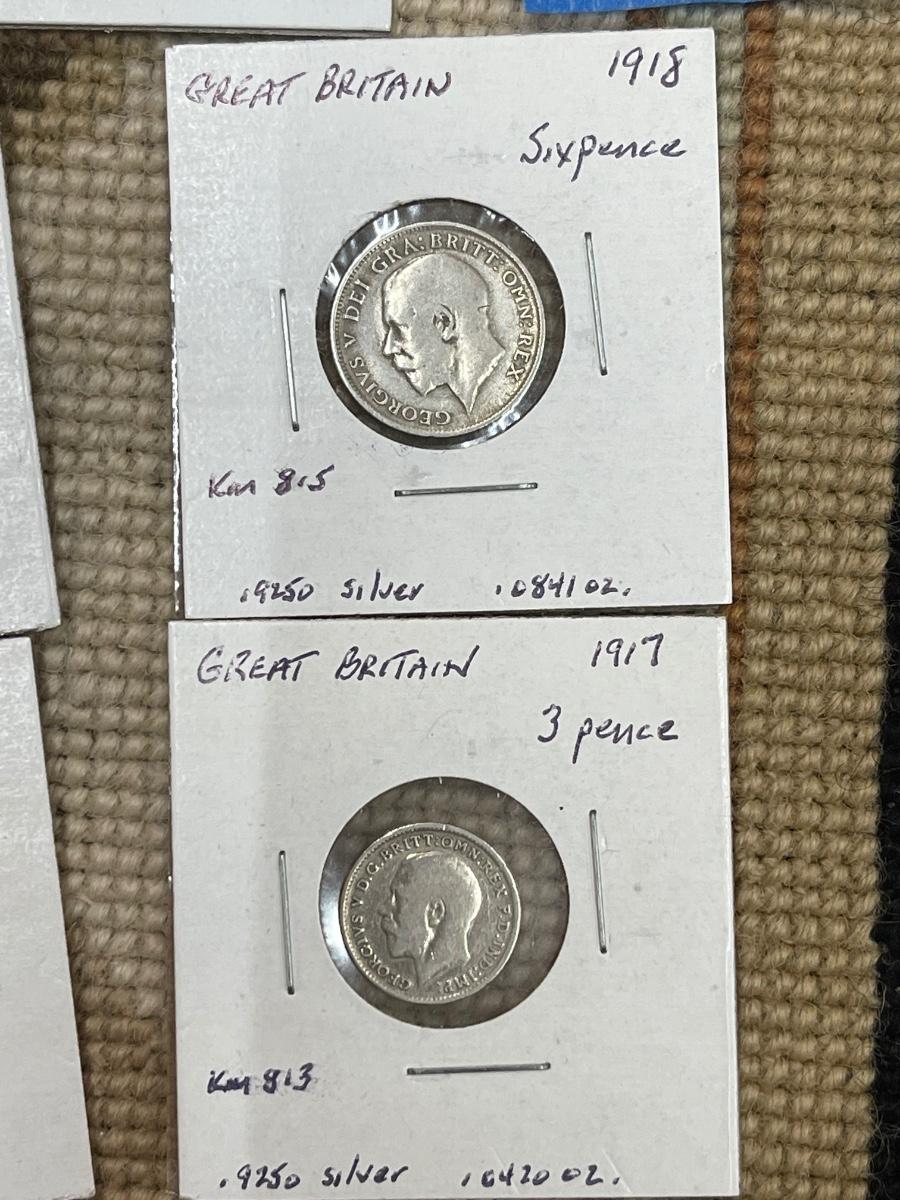 GREAT BRITAIN 1918
Sixpence
GEORGIVS V DEI GRA: BRITT: OMN: REX
Km 815
.9250 silver .0841 oz.
GREAT BRITAIN 1917
3 pence
GEORGIVS V D.G.BRITT:OMN:REX F.D.IND:IMP:
Km 813
.9250 silver .0420 oz.